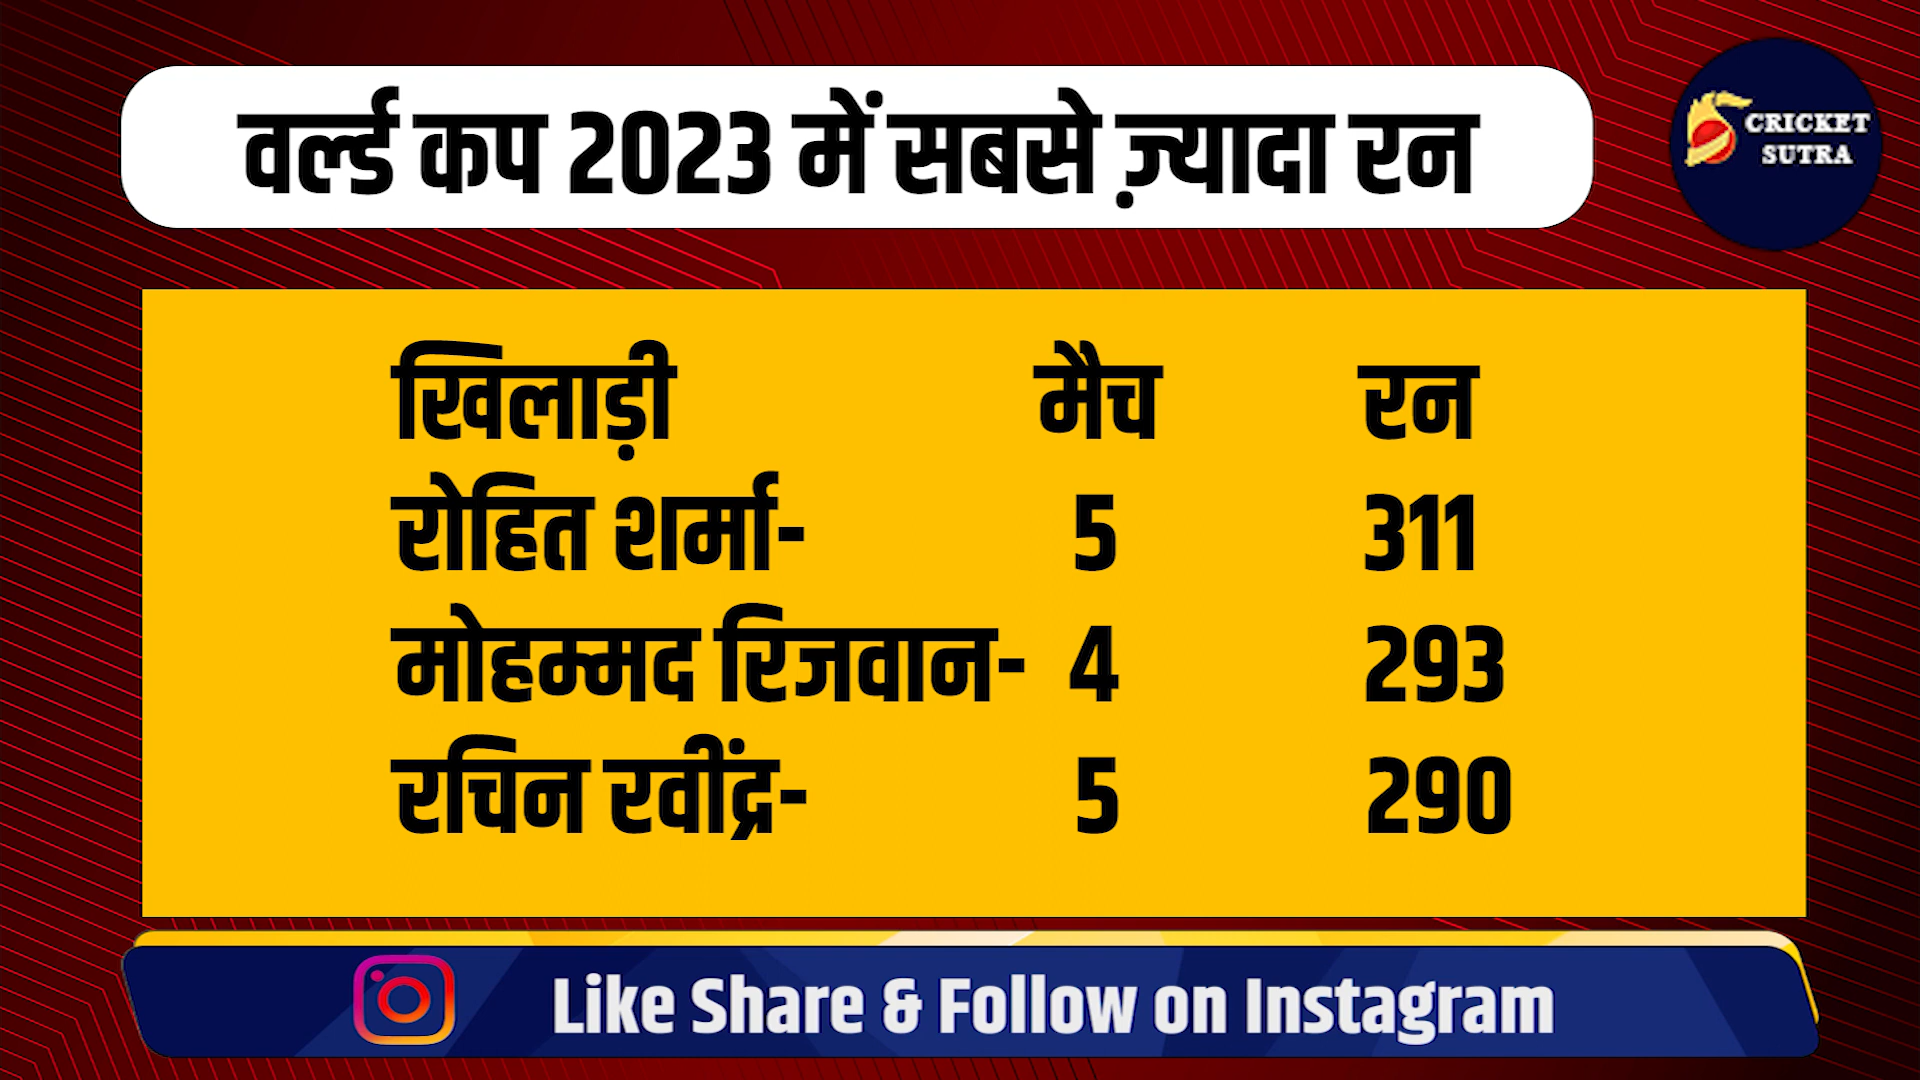 वर्ल्ड कप 2023 में सबसे ज़्यादा रन
CRICKET
SUTRA
खिलाड़ी मैच रन
रोहित शर्मा- 5 311
मोहम्मद रिजवान- 4 293
रचिन रवींद्र- 5 290
Like Share & Follow on Instagram